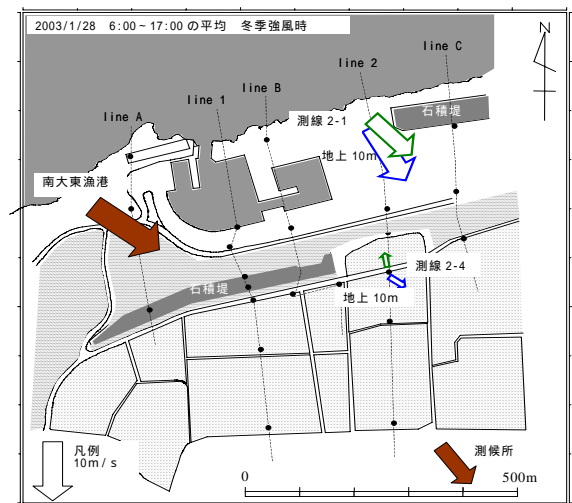 2003/1/28 6:00~17:00 の平均 冬季強風時
N
line C
line 2
line B
line 1
line A
石積堤
測線 2-1
地上 10m
南大東漁港
測線 2-4
石積堤
地上 10m
凡例
10m/s
測候所
0 500m